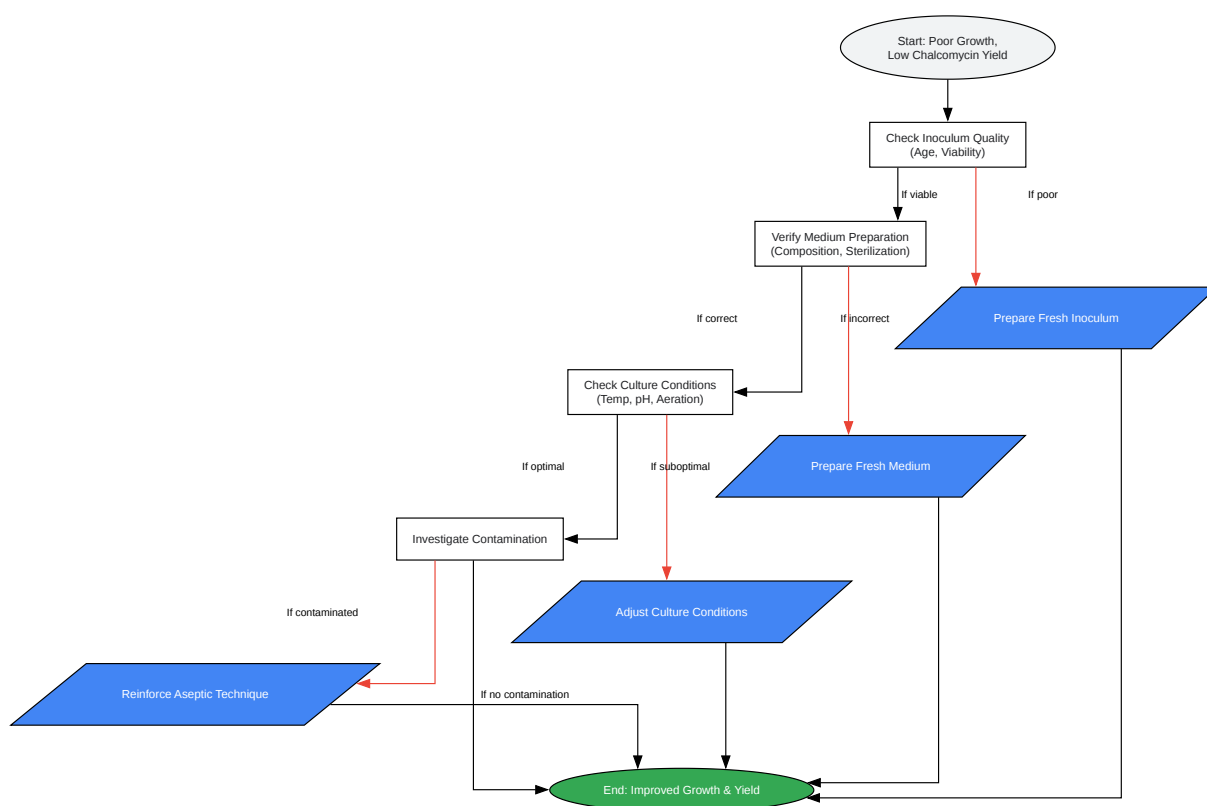 Start: Poor Growth,
Low Chalcomycin Yield
Check Inoculum Quality
(Age, Viability)
If viable
If poor
Verify Medium Preparation
(Composition, Sterilization)
If correct
If incorrect
Prepare Fresh Inoculum
Check Culture Conditions
(Temp, pH, Aeration)
If optimal
If suboptimal
Prepare Fresh Medium
Investigate Contamination
If contaminated
Adjust Culture Conditions
Reinforce Aseptic Technique
If no contamination
End: Improved Growth & Yield